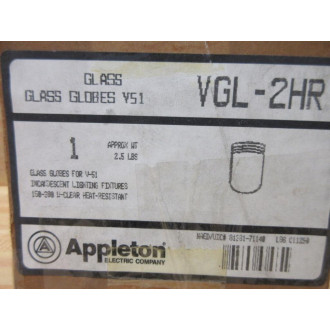 GLASS
GLASS GLOBES V51
VGL-2HR
1
APPROX WT
2.5 LBS
GLASS GLOBES FOR V-51
INCANDESCENT LIGHTING FIXTURES
150-200 W-CLEAR HEAT-RESISTANT
Appleton
ELECTRIC COMPANY